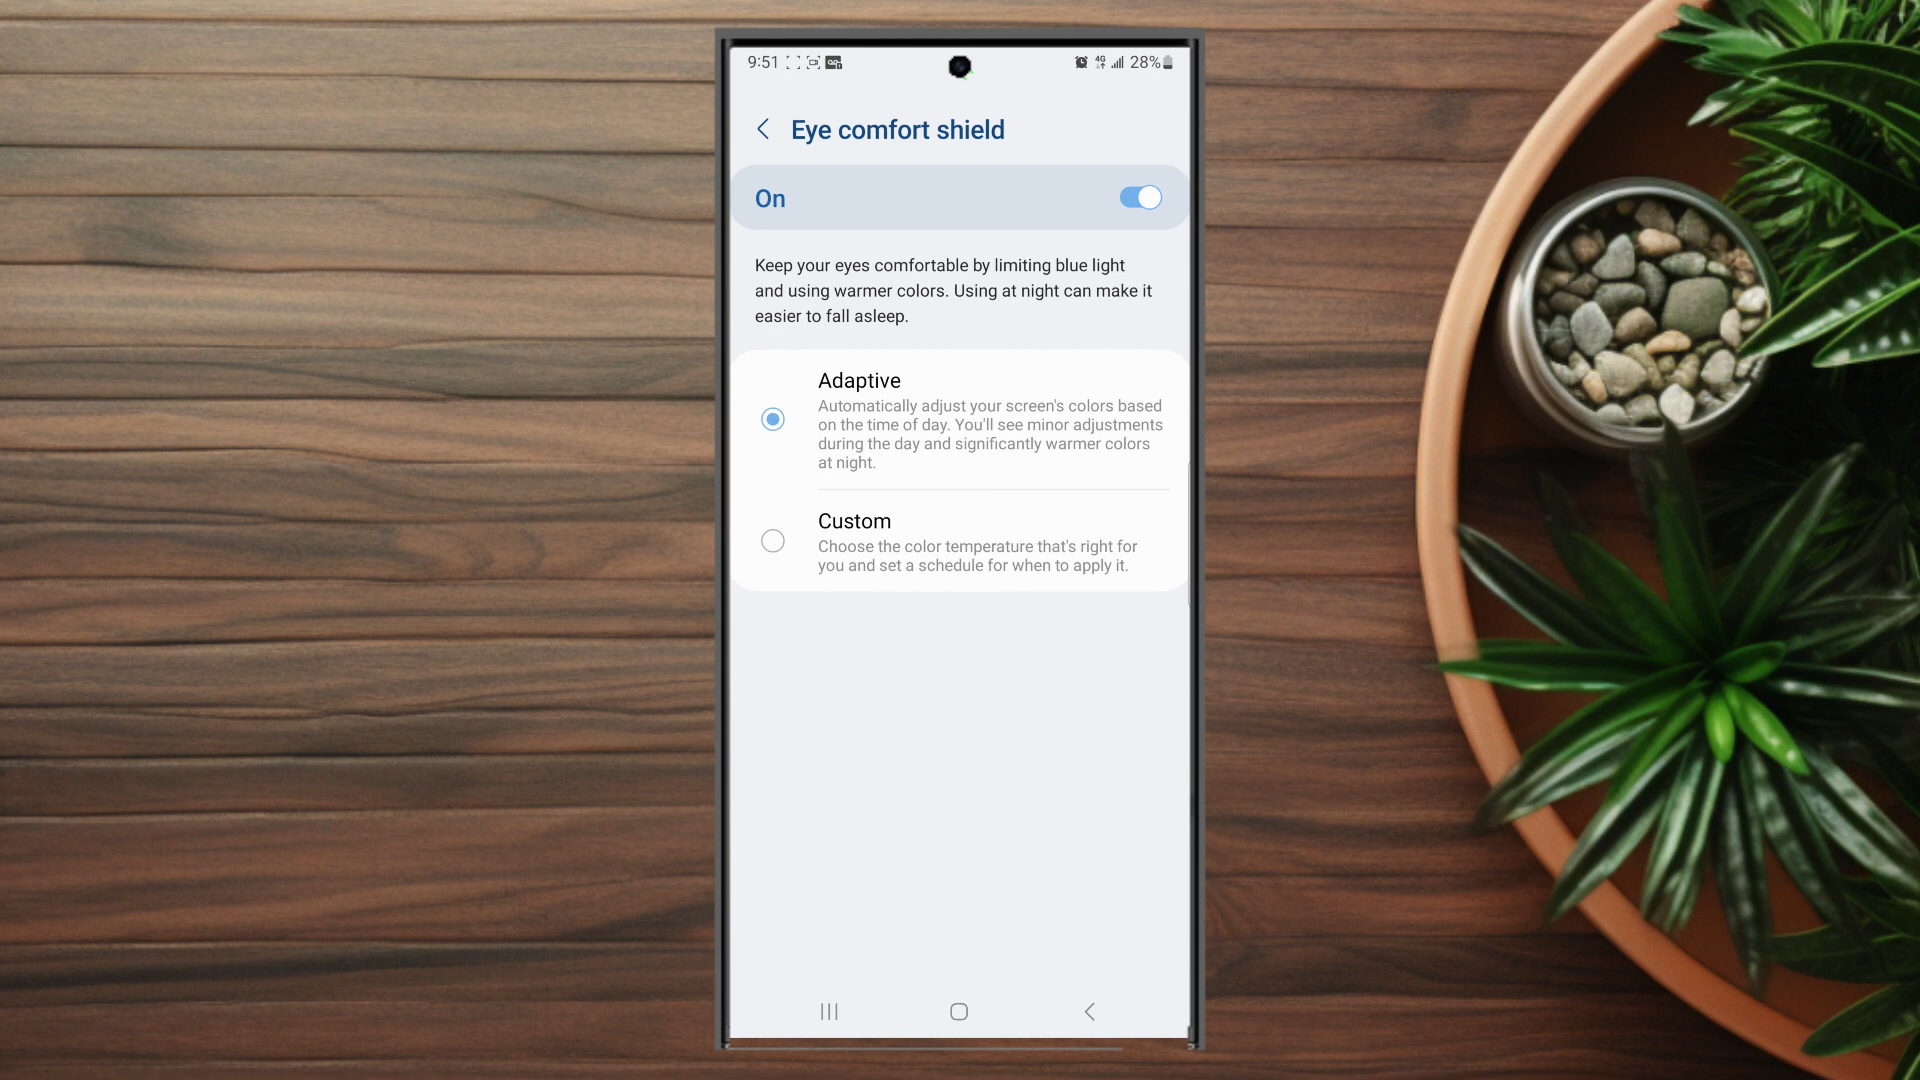 9:51 4G 28%
Eye comfort shield
On
Keep your eyes comfortable by limiting blue light
and using warmer colors. Using at night can make it
easier to fall asleep.
Adaptive
Automatically adjust your screen's colors based
on the time of day. You'll see minor adjustments
during the day and significantly warmer colors
at night.
Custom
Choose the color temperature that's right for
you and set a schedule for when to apply it.